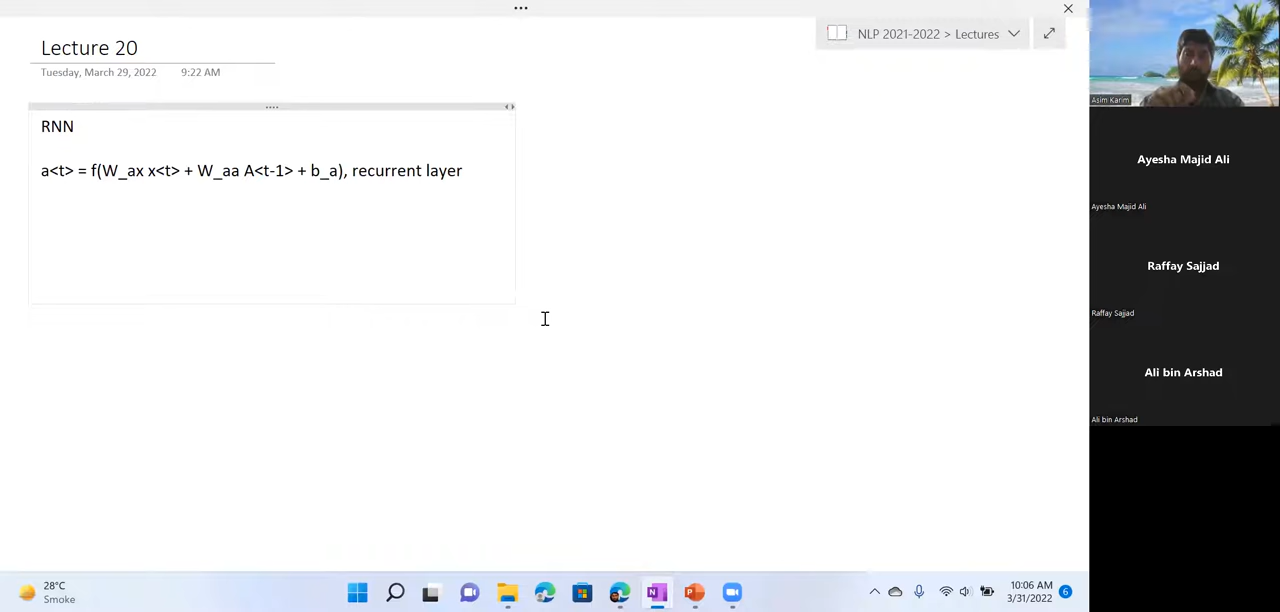 Lecture 20
Tuesday, March 29, 2022 9:22 AM
NLP 2021-2022 > Lectures
RNN
a<t> = f(W_ax x<t> + W_aa A<t-1> + b_a), recurrent layer
Asim Karim
Ayesha Majid Ali
Ayesha Majid Ali
Raffay Sajjad
Raffay Sajjad
Ali bin Arshad
Ali bin Arshad
28°C
Smoke
10:06 AM
3/31/2022
6